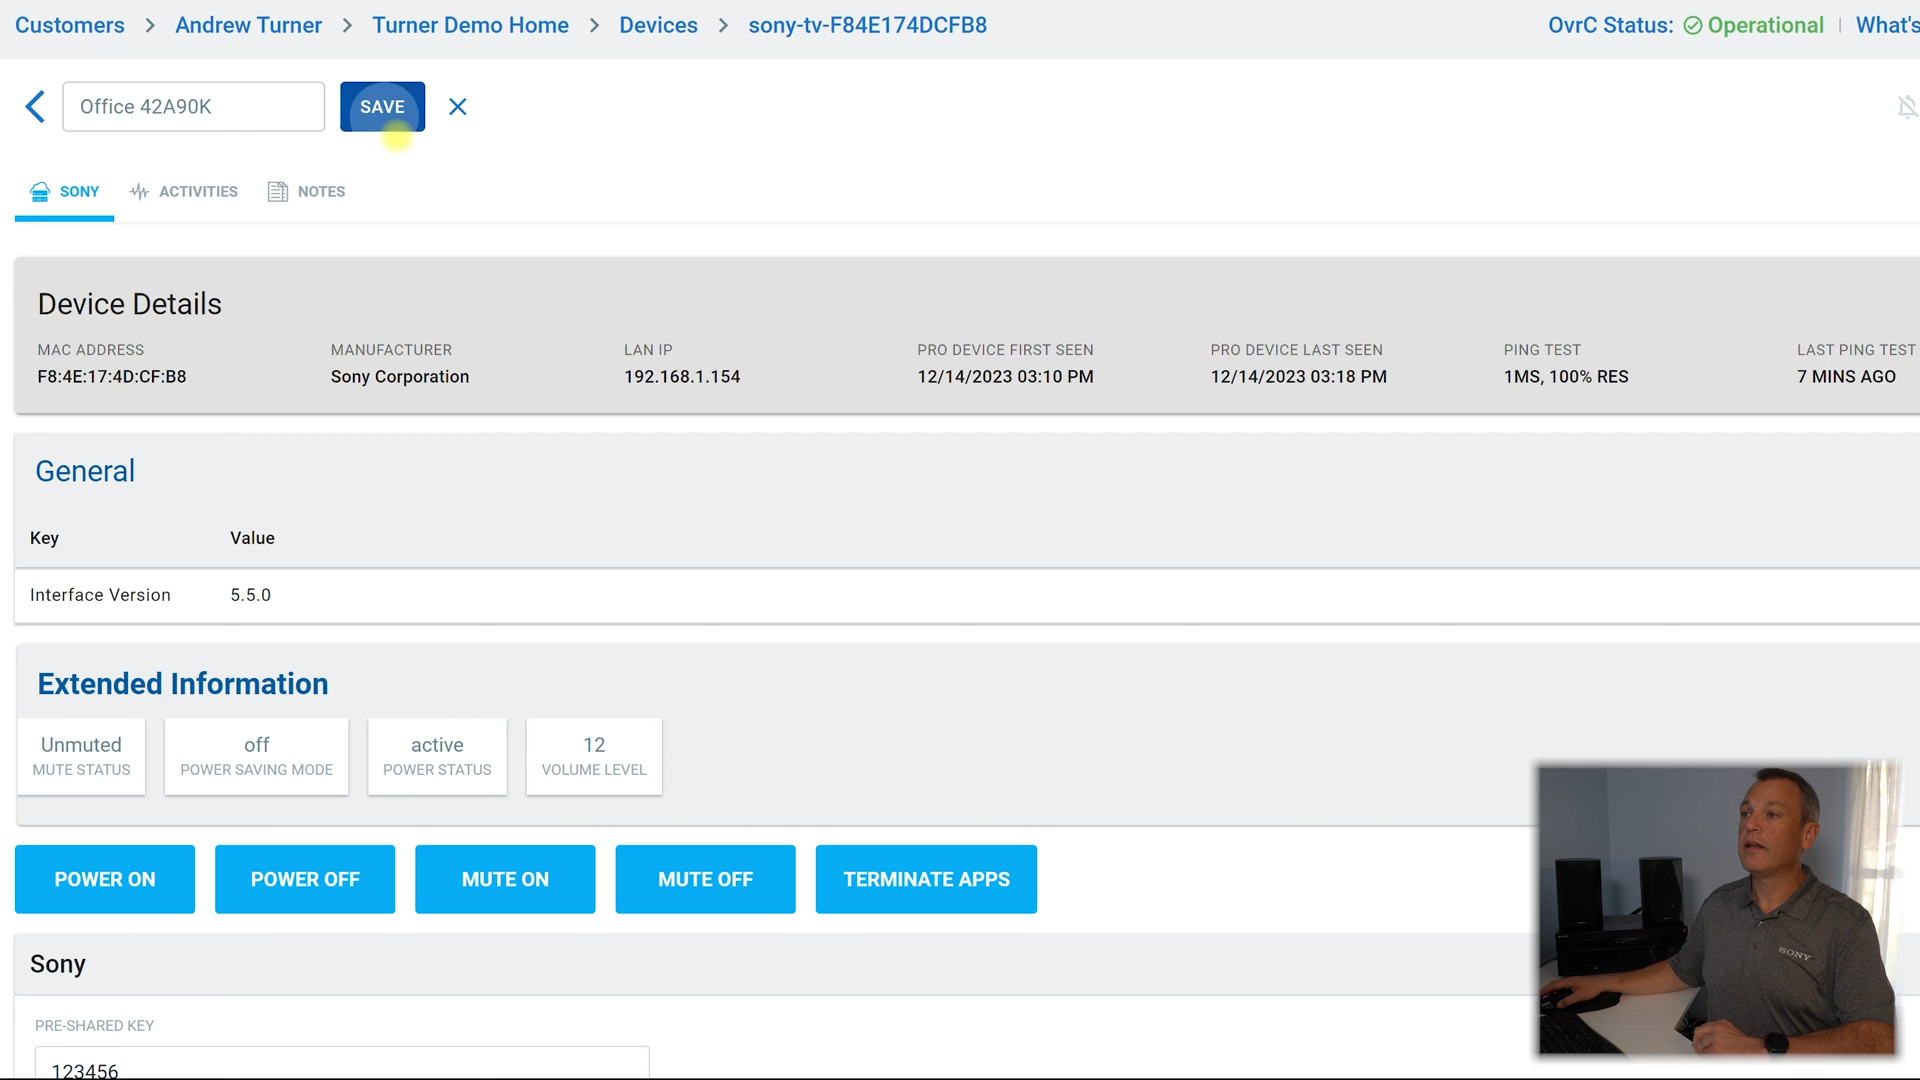 Customers > Andrew Turner > Turner Demo Home > Devices > sony-tv-F84E174DCFB8
OvrC Status: Operational | What's
Office 42A90K
SAVE
SONY ACTIVITIES NOTES
Device Details
MAC ADDRESS MANUFACTURER LAN IP PRO DEVICE FIRST SEEN PRO DEVICE LAST SEEN PING TEST LAST PING TEST
F8:4E:17:4D:CF:B8 Sony Corporation 192.168.1.154 12/14/2023 03:10 PM 12/14/2023 03:18 PM 1MS, 100% RES 7 MINS AGO
General
Key Value
Interface Version 5.5.0
Extended Information
Unmuted off active 12
MUTE STATUS POWER SAVING MODE POWER STATUS VOLUME LEVEL
POWER ON POWER OFF MUTE ON MUTE OFF TERMINATE APPS
Sony
SONY
PRE-SHARED KEY
123456